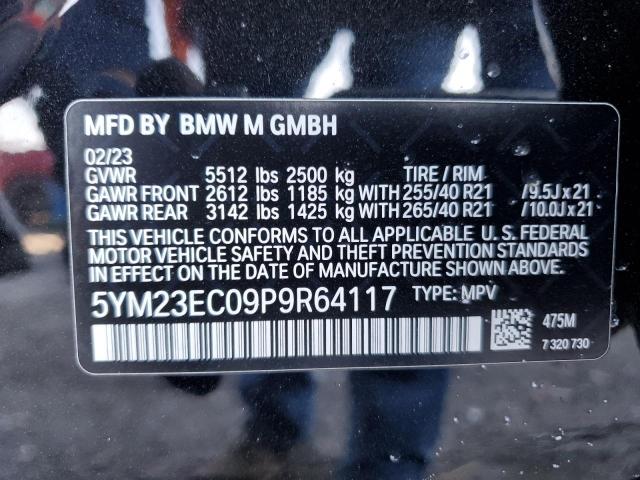 MFD BY BMW M GMBH
02/23
GVWR 5512 lbs 2500 kg TIRE / RIM
GAWR FRONT 2612 lbs 1185 kg WITH 255/40 R21 /9.5J x 21
GAWR REAR 3142 lbs 1425 kg WITH 265/40 R21 /10.0J x 21
THIS VEHICLE CONFORMS TO ALL APPLICABLE U. S. FEDERAL
MOTOR VEHICLE SAFETY AND THEFT PREVENTION STANDARDS
IN EFFECT ON THE DATE OF MANUFACTURE SHOWN ABOVE.
5YM23EC09P9R64117 TYPE: MPV
475M
7 320 730